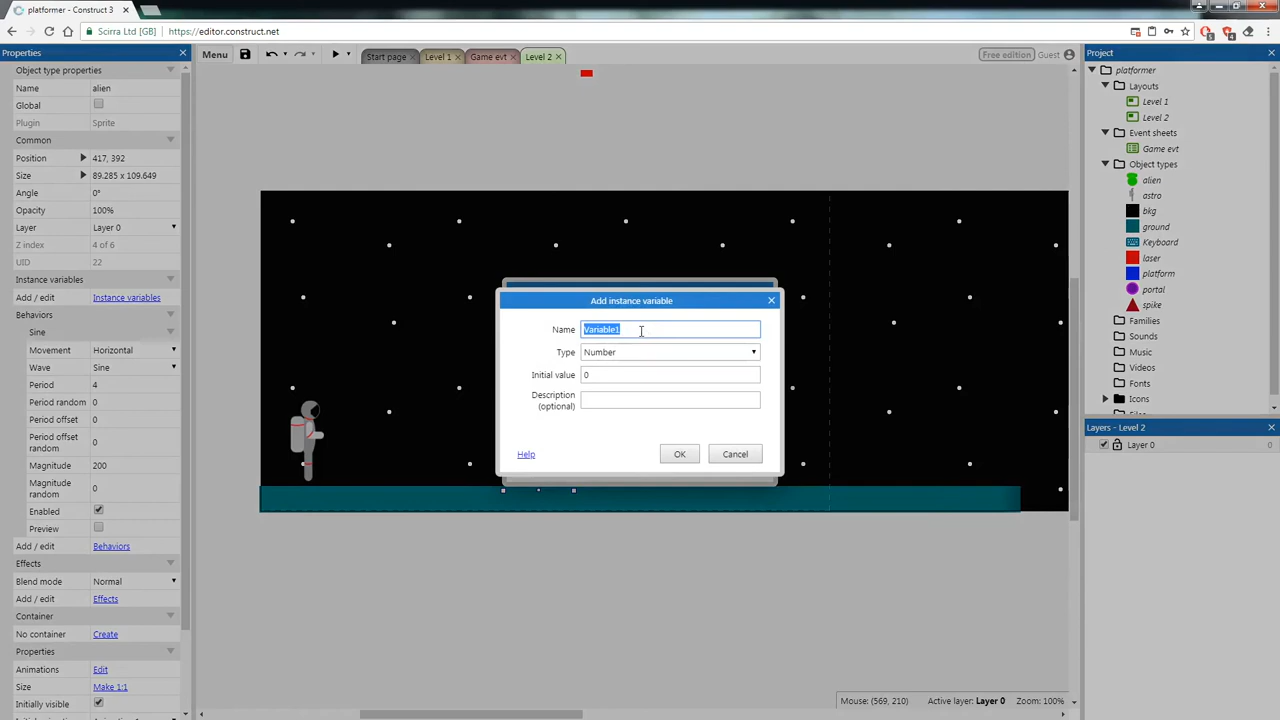 platformer - Construct 3
Scirra Ltd [GB] https://editor.construct.net
Properties
Object type properties
Name alien
Global
Plugin Sprite
Common
Position 417, 392
Size 89.285 x 109.649
Angle 0°
Opacity 100%
Layer Layer 0
Z index 4 of 6
UID 22
Instance variables
Add / edit Instance variables
Behaviors
Sine
Movement Horizontal
Wave Sine
Period 4
Period random 0
Period offset 0
Period offset random 0
Magnitude 200
Magnitude random 0
Enabled
Preview
Add / edit Behaviors
Effects
Blend mode Normal
Add / edit Effects
Container
No container Create
Properties
Animations Edit
Size Make 1:1
Initially visible
Menu
Start page
Level 1
Game evt
Level 2
Free edition
Guest
Add instance variable
Name Variable1
Type Number
Initial value 0
Description (optional)
Help
OK
Cancel
Mouse: (569, 210) Active layer: Layer 0 Zoom: 100%
Project
platformer
Layouts
Level 1
Level 2
Event sheets
Game evt
Object types
alien
astro
bkg
ground
Keyboard
laser
platform
portal
spike
Families
Sounds
Music
Videos
Fonts
Icons
Layers - Level 2
Layer 0